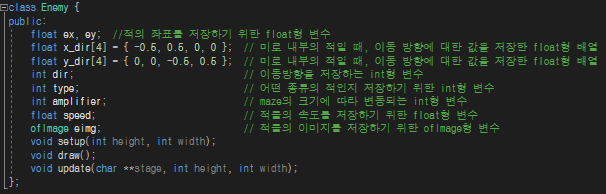 class Enemy {
public:
float ex, ey; //적의 좌표를 저장하기 위한 float형 변수
float x_dir[4] = { -0.5, 0.5, 0, 0 }; // 미로 내부의 적일 때, 이동 방향에 대한 값을 저장한 float형 배열
float y_dir[4] = { 0, 0, -0.5, 0.5 }; // 미로 내부의 적일 때, 이동 방향에 대한 값을 저장한 float형 배열
int dir; // 이동방향을 저장하는 int형 변수
int type; // 어떤 종류의 적인지 저장하기 위한 int형 변수
int amplifier; // maze의 크기에 따라 변동되는 int형 변수
float speed; // 적들의 속도를 저장하기 위한 float형 변수
ofImage eimg; // 적들의 이미지를 저장하기 위한 ofImage형 변수
void setup(int height, int width);
void draw();
void update(char **stage, int height, int width);
};